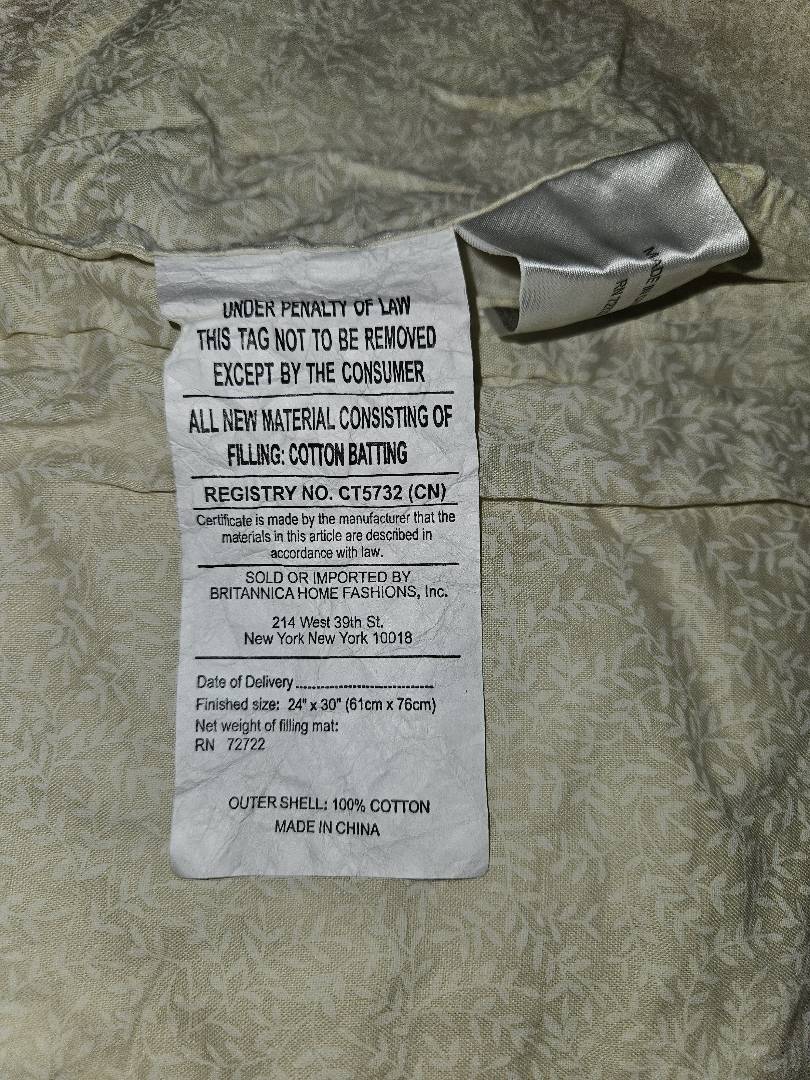 UNDER PENALTY OF LAW
THIS TAG NOT TO BE REMOVED
EXCEPT BY THE CONSUMER
ALL NEW MATERIAL CONSISTING OF
FILLING: COTTON BATTING
REGISTRY NO. CT5732 (CN)
Certificate is made by the manufacturer that the
materials in this article are described in
accordance with law.
SOLD OR IMPORTED BY
BRITANNICA HOME FASHIONS, Inc.
214 West 39th St.
New York New York 10018
Date of Delivery
Finished size: 24" x 30" (61cm x 76cm)
Net weight of filling mat:
RN 72722
OUTER SHELL: 100% COTTON
MADE IN CHINA
MADE
RN